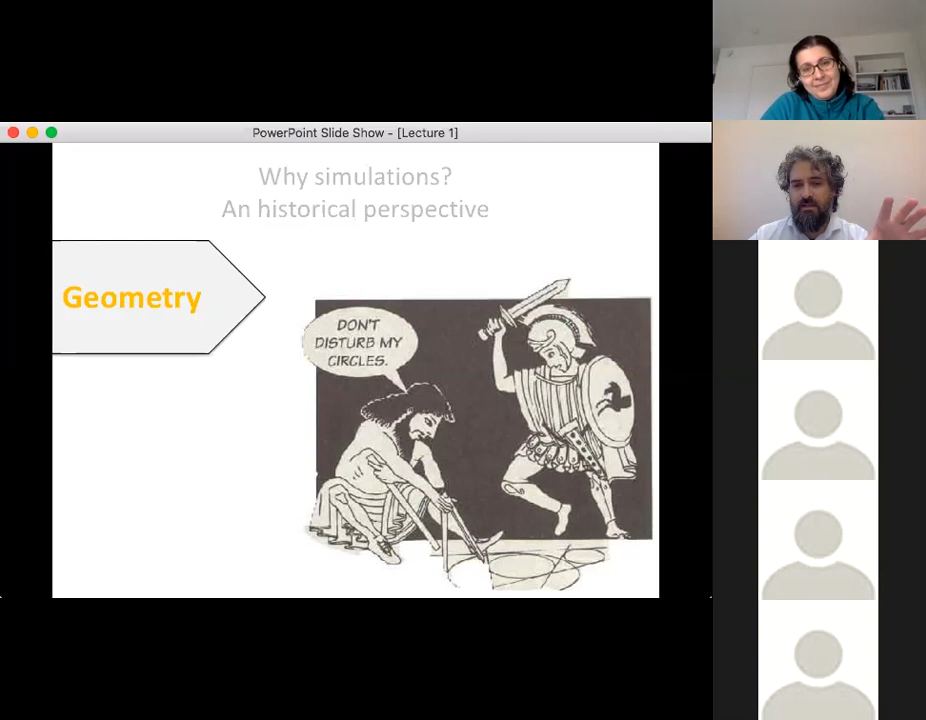 PowerPoint Slide Show - [Lecture 1]
Why simulations?
An historical perspective
Geometry
DON'T
DISTURB MY
CIRCLES.